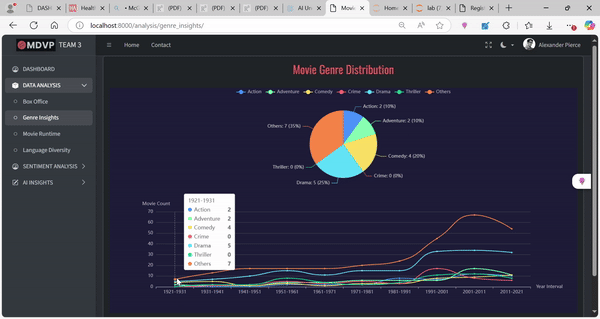 DASH
Health
Mc
(PDF)
(PDF)
(PDF)
AI Un
Movie
Home
lab (7
Region
localhost:8000/analysis/genre_insights/
MDVP TEAM 3
Home Contact
Alexander Pierce
DASHBOARD
DATA ANALYSIS
Box Office
Genre Insights
Movie Runtime
Language Diversity
SENTIMENT ANALYSIS
AI INSIGHTS
Movie Genre Distribution
Action Adventure Comedy Crime Drama Thriller Others
Action: 2 (10%)
Adventure: 2 (10%)
Others: 7 (35%)
Comedy: 4 (20%)
Thriller: 0 (0%)
Crime: 0 (0%)
Drama: 5 (25%)
1921-1931
Action 2
Adventure 2
Comedy 4
Crime 0
Drama 5
Thriller 0
Others 7
Movie Count
70
60
50
40
30
20
10
0
1921-1931 1931-1941 1941-1951 1951-1961 1961-1971 1971-1981 1981-1991 1991-2001 2001-2011 2011-2021
Year Interval